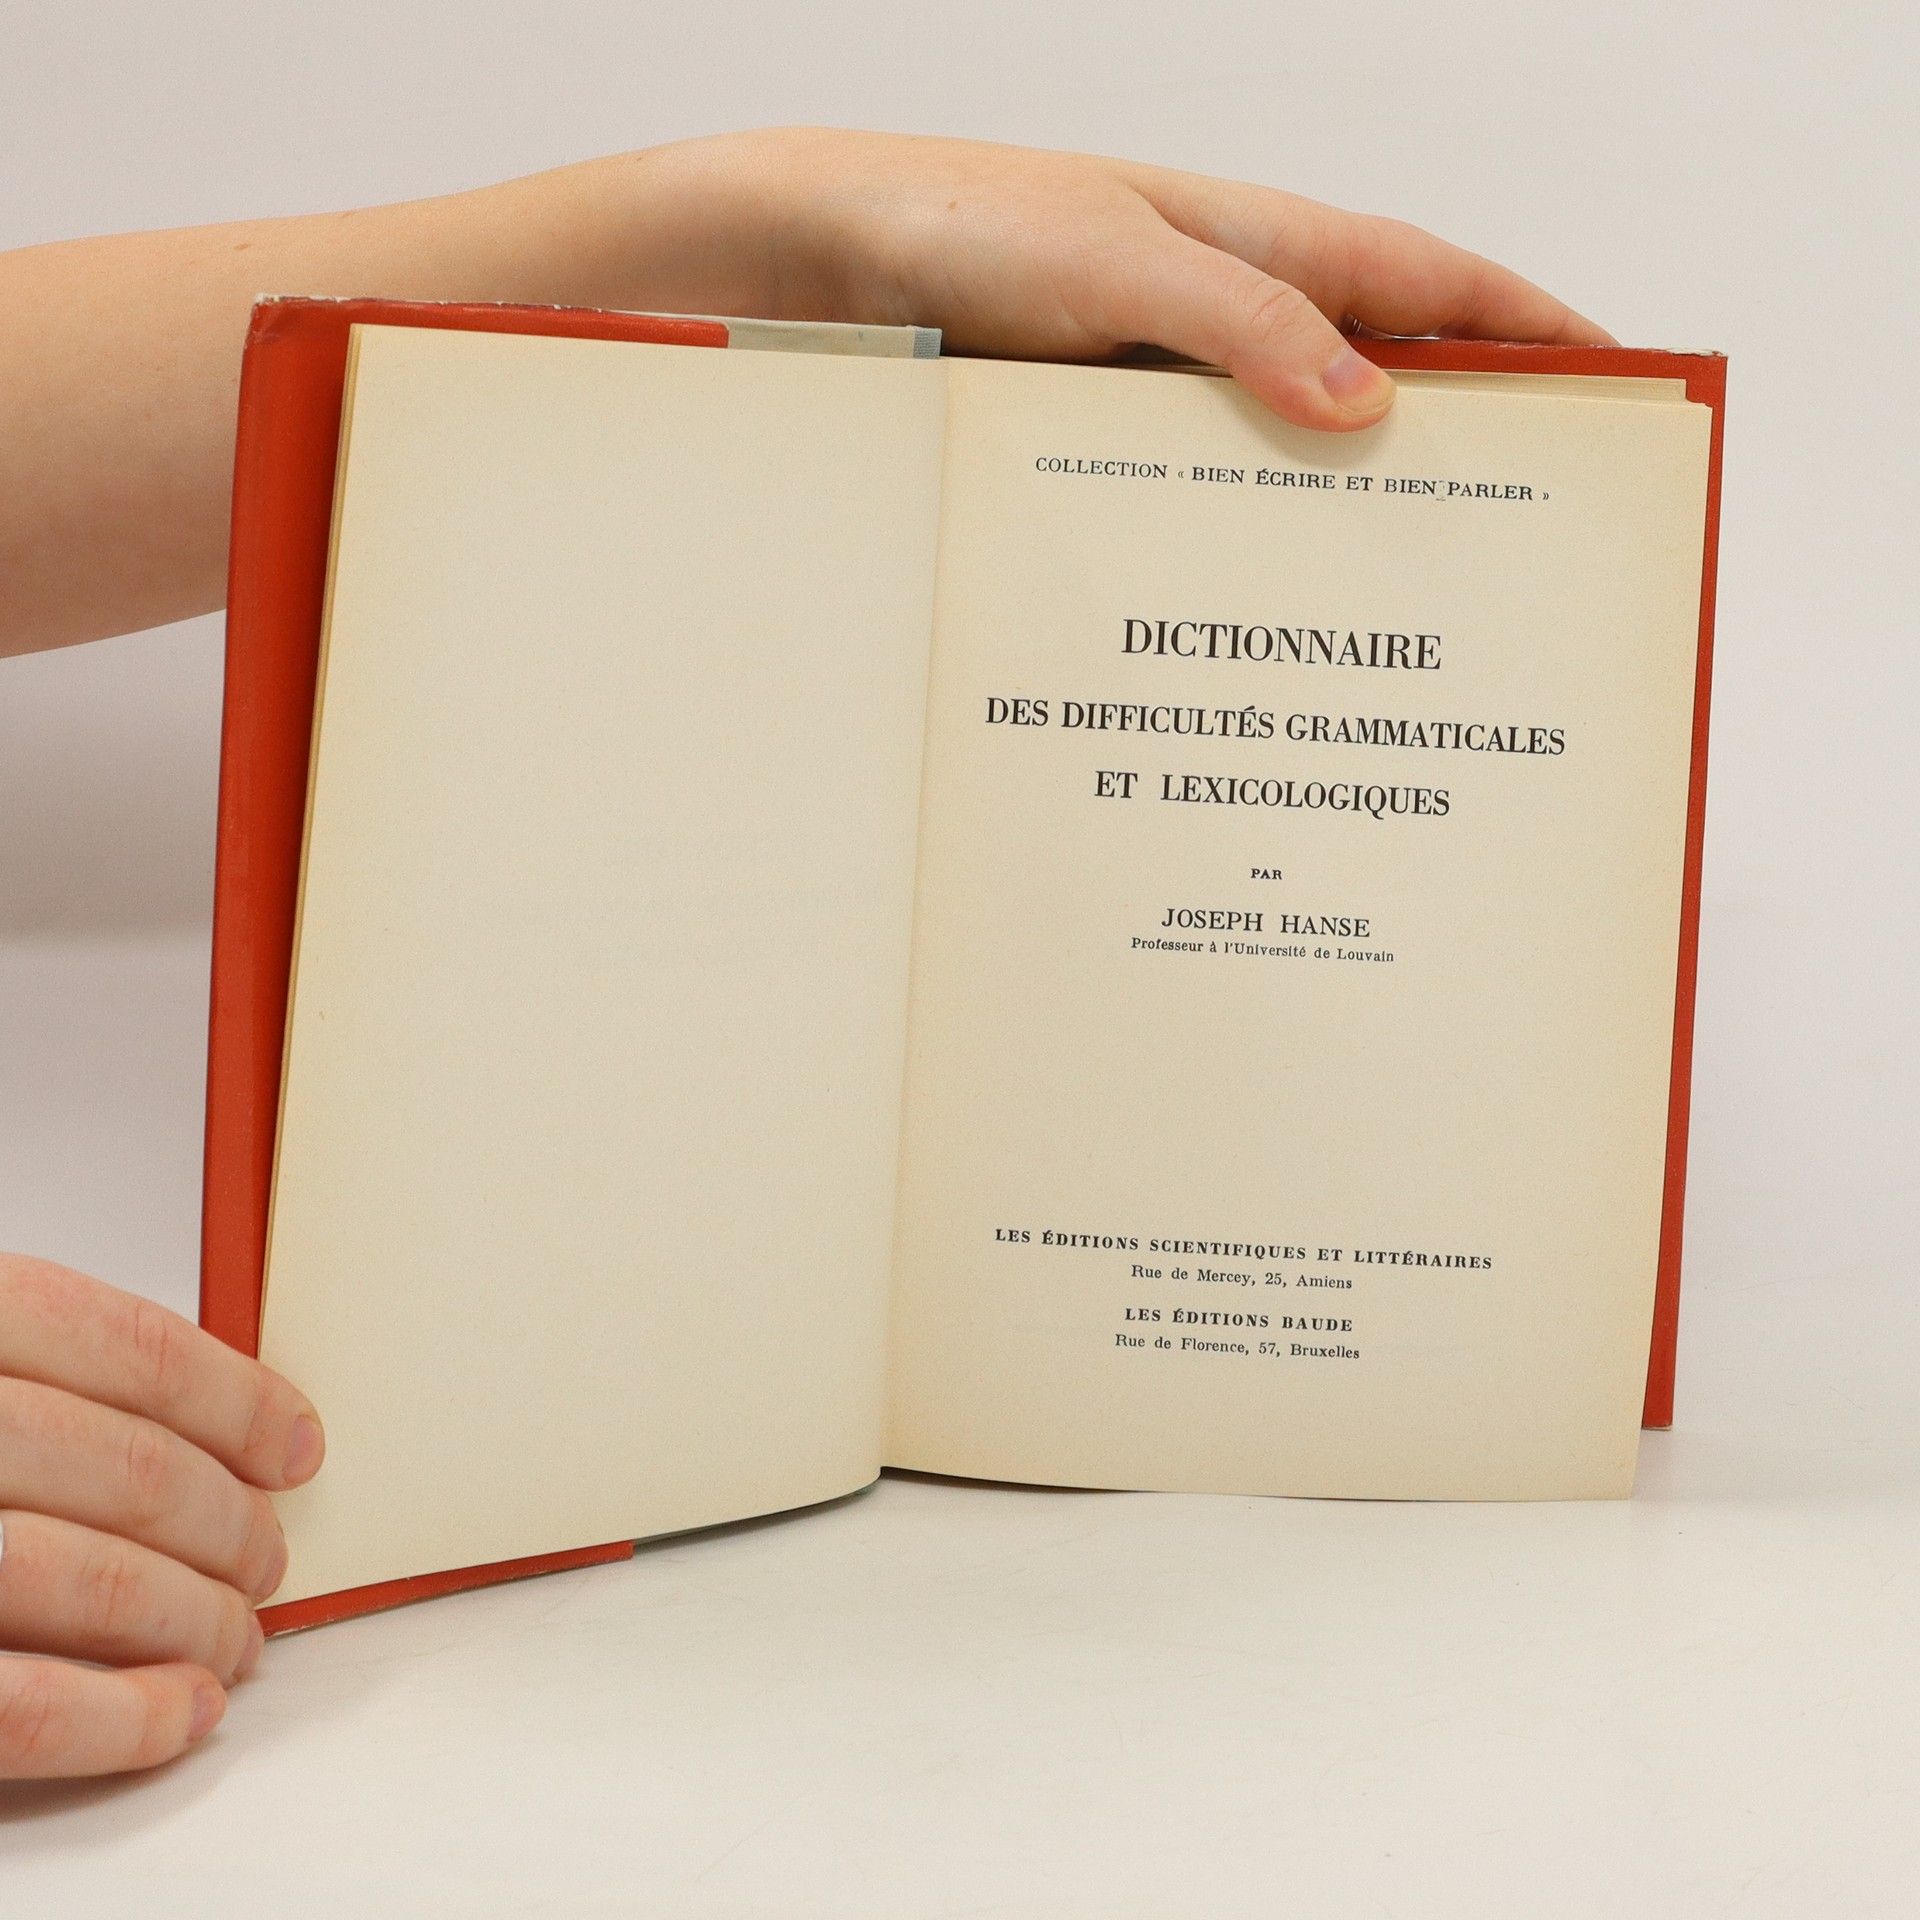 COLLECTION « BIEN ÉCRIRE ET BIEN PARLER »
DICTIONNAIRE
DES DIFFICULTÉS GRAMMATICALES
ET LEXICOLOGIQUES
PAR
JOSEPH HANSE
Professeur à l'Université de Louvain
LES ÉDITIONS SCIENTIFIQUES ET LITTÉRAIRES
Rue de Mercey, 25, Amiens
LES ÉDITIONS BAUDE
Rue de Florence, 57, Bruxelles